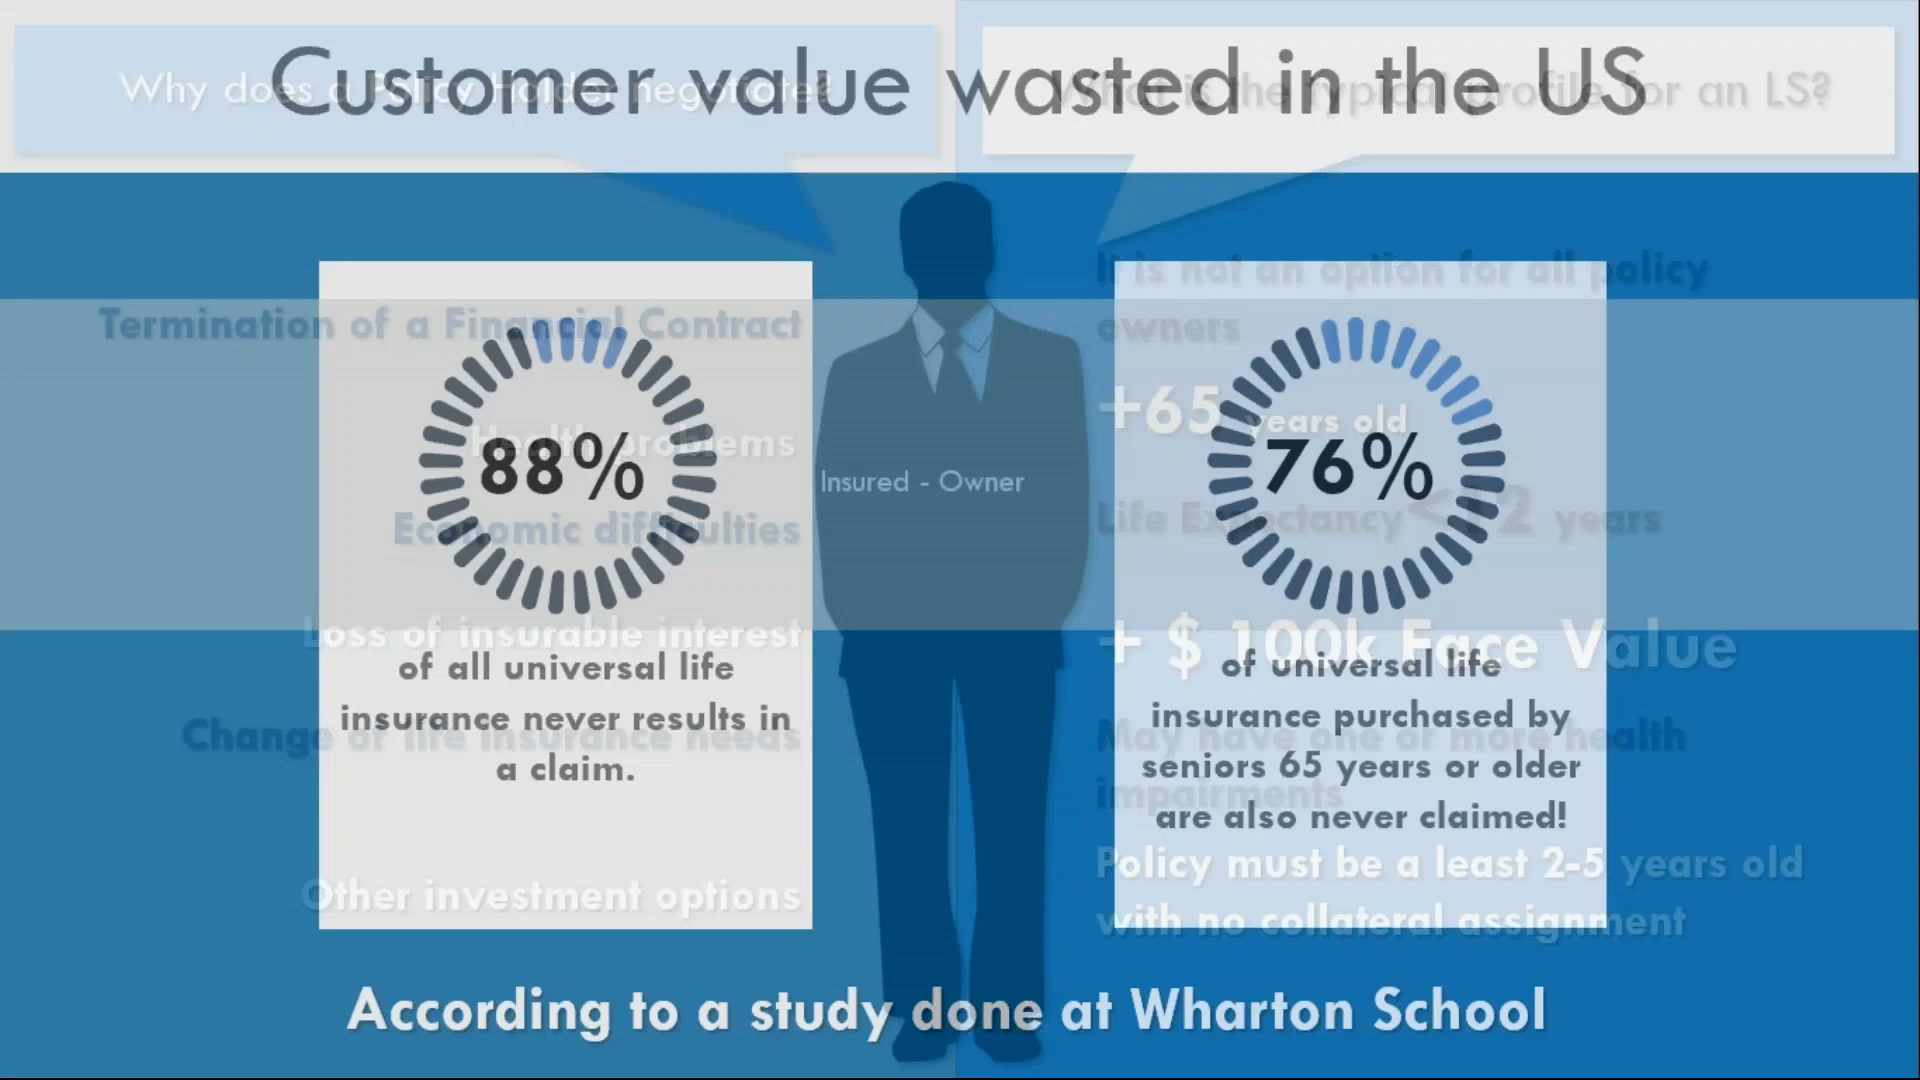 Customer value wasted in the US
Why does a Policy Holder negotiate?
What is the typical profile for an LS?
Termination of a Financial Contract
Health problems
Economic difficulties
Loss of insurable interest
Change of life insurance needs
Other investment options
88%
of all universal life
insurance never results in
a claim.
Insured - Owner
It is not an option for all policy
owners
+65 years old
Life Expectancy <12 years
+ $ 100k Face Value
May have one or more health
impairments
Policy must be a least 2-5 years old
with no collateral assignment
76%
of universal life
insurance purchased by
seniors 65 years or older
are also never claimed!
According to a study done at Wharton School